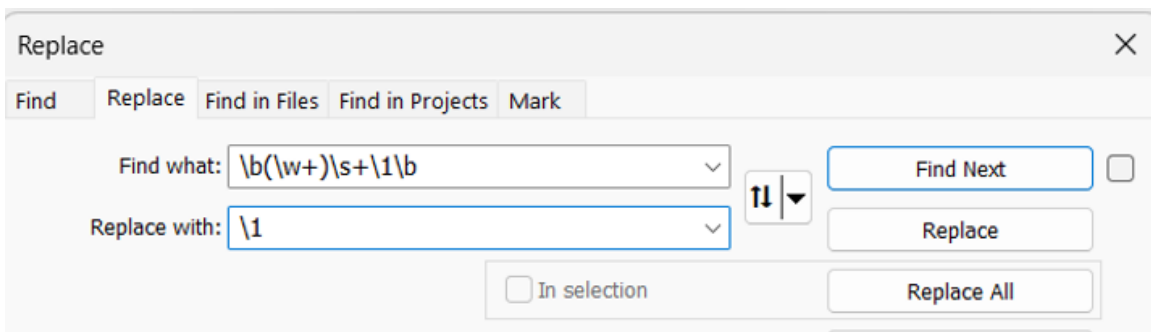 Replace
Find Replace Find in Files Find in Projects Mark
Find what: \b(\w+)\s+\1\b Find Next
Replace with: \1 Replace
In selection Replace All